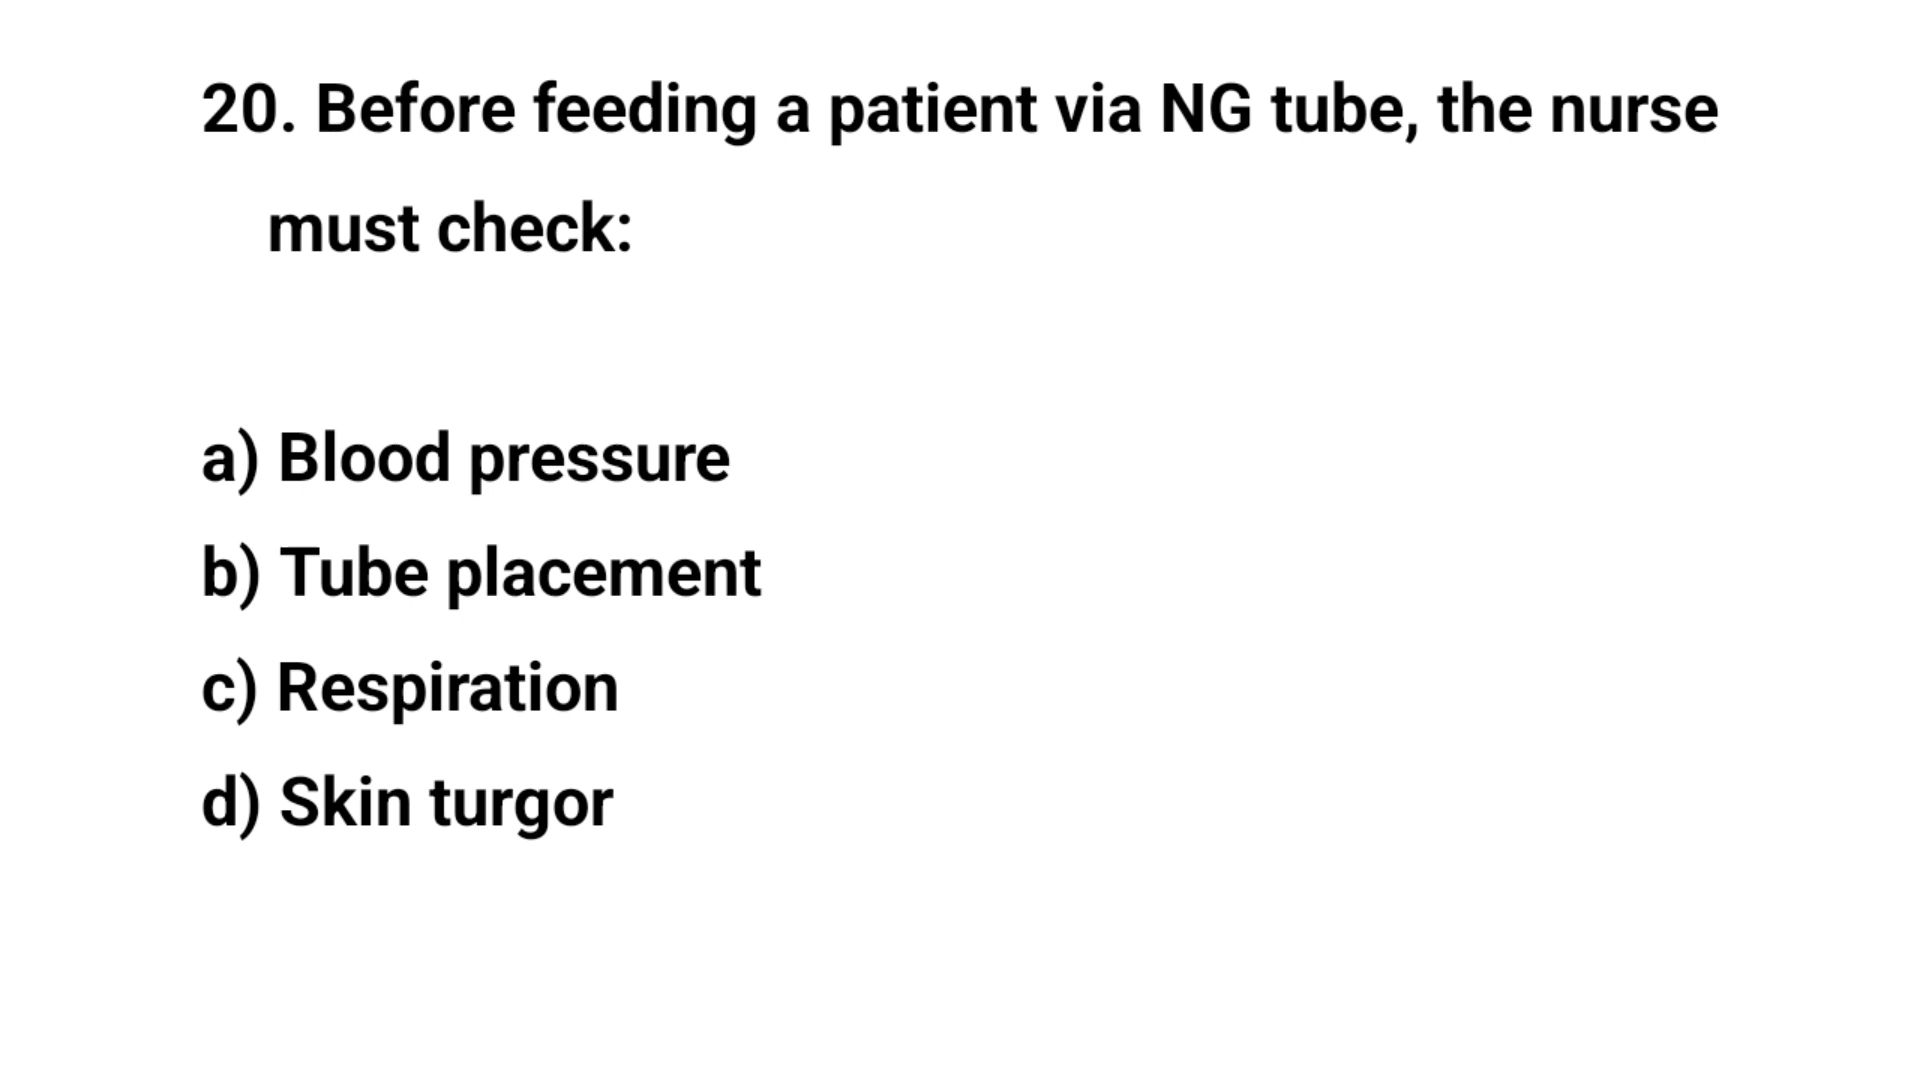 20. Before feeding a patient via NG tube, the nurse
must check:
a) Blood pressure
b) Tube placement
c) Respiration
d) Skin turgor